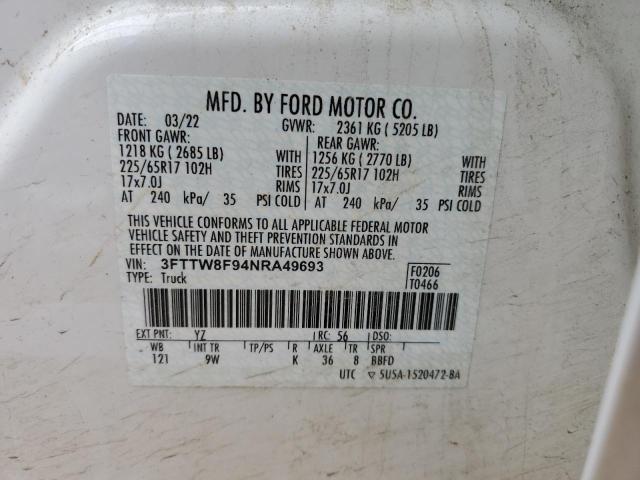 MFD. BY FORD MOTOR CO.
DATE: 03/22 GVWR: 2361 KG ( 5205 LB)
FRONT GAWR: REAR GAWR:
1218 KG ( 2685 LB) WITH 1256 KG ( 2770 LB) WITH
225/65R17 102H TIRES 225/65R17 102H TIRES
17x7.0J RIMS 17x7.0J RIMS
AT 240 kPa/ 35 PSI COLD AT 240 kPa/ 35 PSI COLD
THIS VEHICLE CONFORMS TO ALL APPLICABLE FEDERAL MOTOR
VEHICLE SAFETY AND THEFT PREVENTION STANDARDS IN
EFFECT ON THE DATE OF MANUFACTURE SHOWN ABOVE.
VIN: 3FTTW8F94NRA49693 F0206
TYPE: Truck T0466
EXT PNT: YZ RC: 56 DSO:
WB INT TR TP/PS R AXLE TR SPR
121 9W K 36 8 BBFD
UTC ▽ 5U5A-1520472-BA